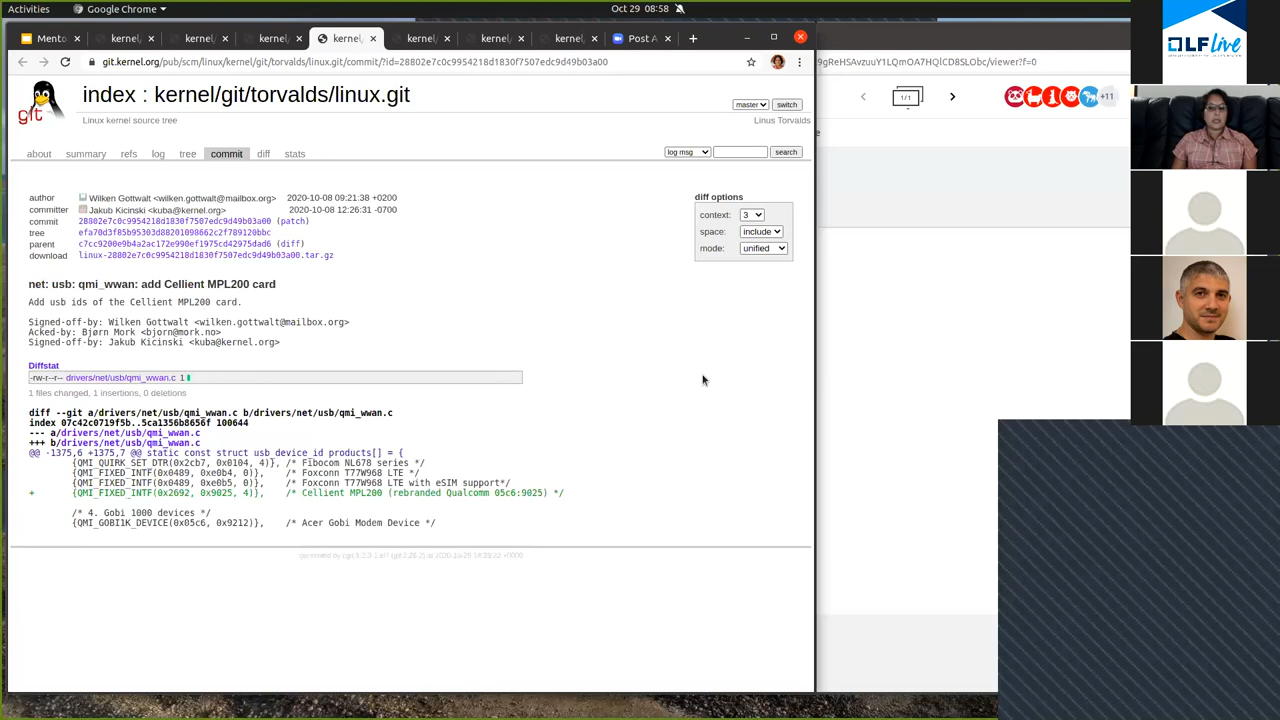 Activities
Google Chrome
Oct 29 08:58
Mento
kernel/
kernel/
kernel/
kernel,
kernel/
kernel/
kernel/
Post A
git.kernel.org/pub/scm/linux/kernel/git/torvalds/linux.git/commit/?id=28802e7c0c9954218d1830f7507edc9d49b03a00
9gReHSAvzuuY1LQmOA7HQlCD8SLObc/viewer?f=0
git
index : kernel/git/torvalds/linux.git
master
switch
Linux kernel source tree
Linus Torvalds
1/1
+11
LF live
about summary refs log tree commit diff stats
log msg
search
author Wilken Gottwalt <wilken.gottwalt@mailbox.org> 2020-10-08 09:21:38 +0200
committer Jakub Kicinski <kuba@kernel.org> 2020-10-08 12:26:31 -0700
commit 28802e7c0c9954218d1830f7507edc9d49b03a00 (patch)
tree efa70d3f85b95303d88201098662c2f789120bbc
parent c7cc9200e9b4a2ac172e990ef1975cd42975dad6 (diff)
download linux-28802e7c0c9954218d1830f7507edc9d49b03a00.tar.gz
diff options
context: 3
space: include
mode: unified
net: usb: qmi_wwan: add Cellient MPL200 card
Add usb ids of the Cellient MPL200 card.
Signed-off-by: Wilken Gottwalt <wilken.gottwalt@mailbox.org>
Acked-by: Bjørn Mork <bjorn@mork.no>
Signed-off-by: Jakub Kicinski <kuba@kernel.org>
Diffstat
-rw-r--r-- drivers/net/usb/qmi_wwan.c 1
1 files changed, 1 insertions, 0 deletions
diff --git a/drivers/net/usb/qmi_wwan.c b/drivers/net/usb/qmi_wwan.c
index 07c42c0719f5b..5ca1356b8656f 100644
--- a/drivers/net/usb/qmi_wwan.c
+++ b/drivers/net/usb/qmi_wwan.c
@@ -1375,6 +1375,7 @@ static const struct usb_device_id products[] = {
{QMI_QUIRK_SET_DTR(0x2cb7, 0x0104, 4)}, /* Fibocom NL678 series */
{QMI_FIXED_INTF(0x0489, 0xe0b4, 0)}, /* Foxconn T77W968 LTE */
{QMI_FIXED_INTF(0x0489, 0xe0b5, 0)}, /* Foxconn T77W968 LTE with eSIM support*/
+ {QMI_FIXED_INTF(0x2692, 0x9025, 4)}, /* Cellient MPL200 (rebranded Qualcomm 05c6:9025) */
/* 4. Gobi 1000 devices */
{QMI_GOBI1K_DEVICE(0x05c6, 0x9212)}, /* Acer Gobi Modem Device */